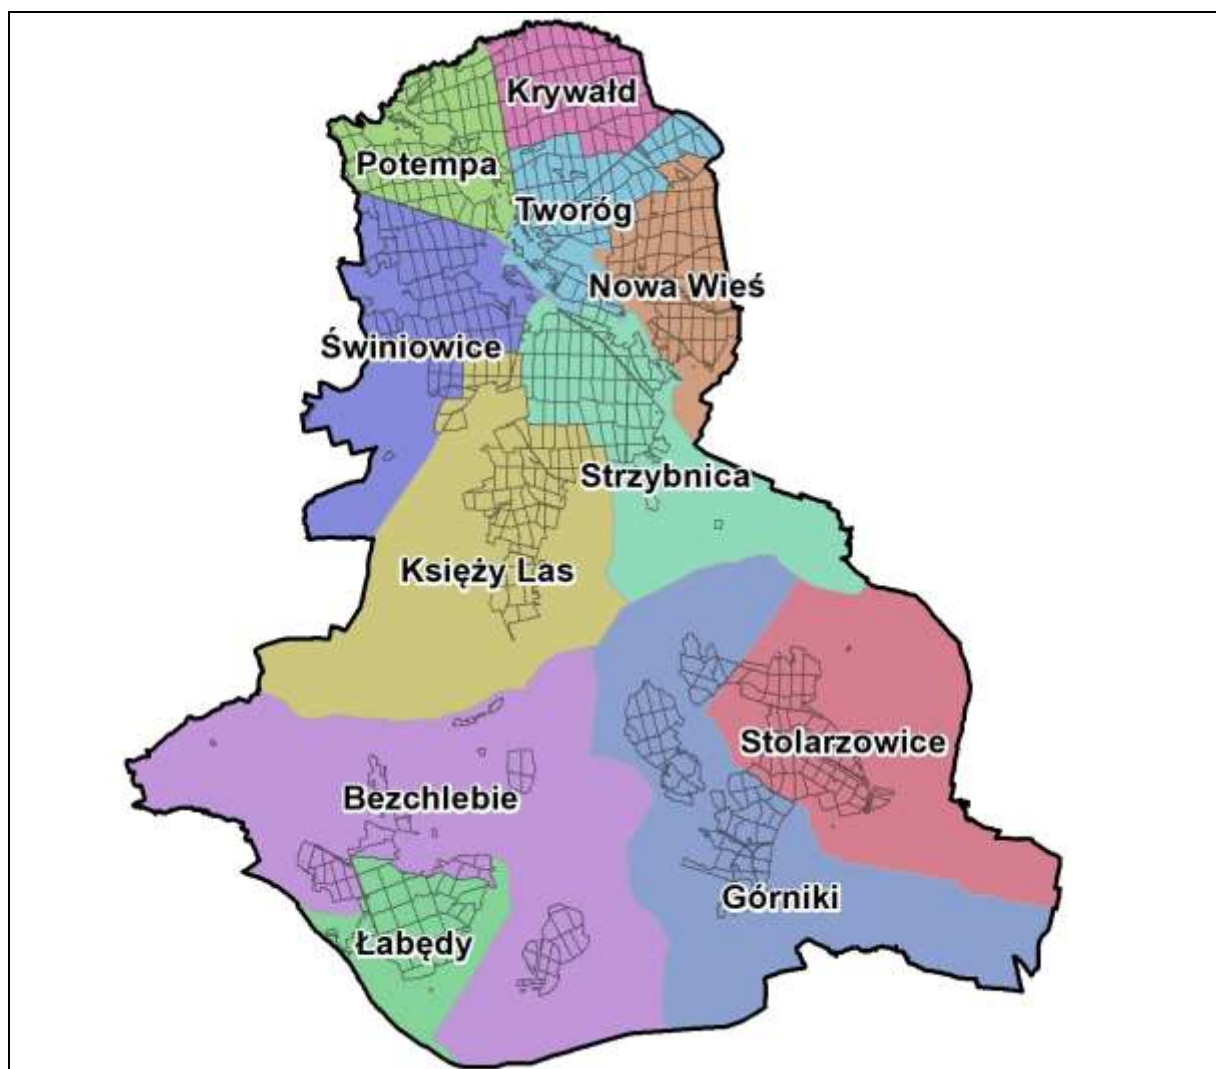 Krywałd
Potempa
Tworóg
Nowa Wieś
Świniowice
Strzybnica
Księży Las
Stolarzowice
Bezchlebie
Górniki
Łabędy